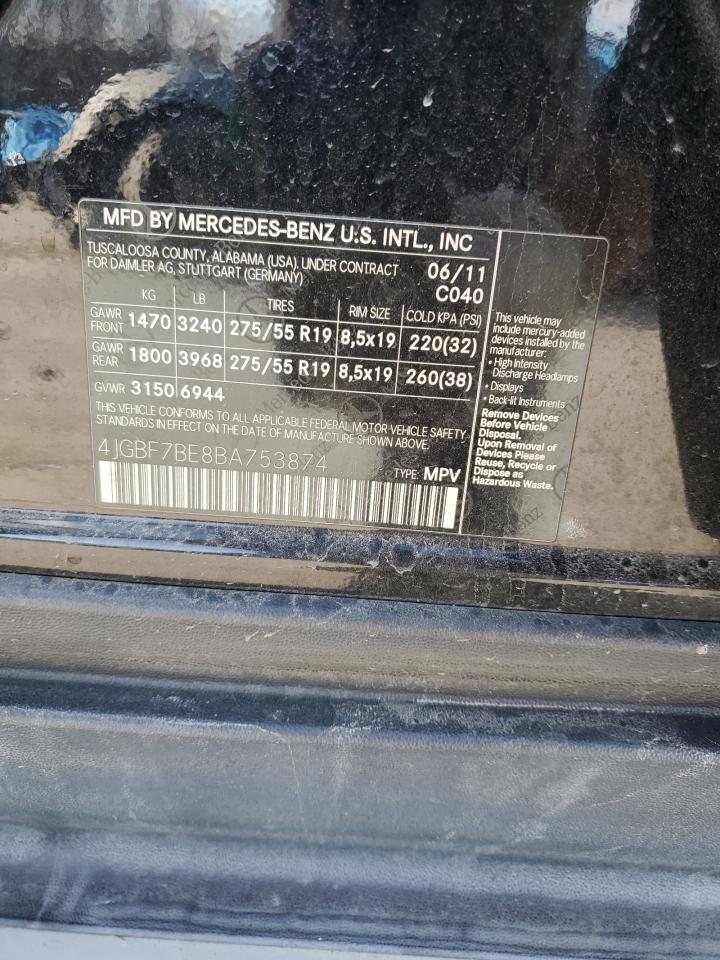 MFD BY MERCEDES-BENZ U.S. INTL., INC
TUSCALOOSA COUNTY, ALABAMA (USA), UNDER CONTRACT
FOR DAIMLER AG, STUTTGART (GERMANY)
06/11
C040
KG LB TIRES RIM SIZE COLD KPA (PSI)
GAWR FRONT 1470 3240 275/55 R19 8,5x19 220(32)
GAWR REAR 1800 3968 275/55 R19 8,5x19 260(38)
GVWR 3150 6944
THIS VEHICLE CONFORMS TO ALL APPLICABLE FEDERAL MOTOR VEHICLE SAFETY
STANDARDS IN EFFECT ON THE DATE OF MANUFACTURE SHOWN ABOVE.
4JGBF7BE8BA753874
TYPE: MPV
This vehicle may
include mercury-added
devices installed by the
manufacturer:
• High Intensity
Discharge Headlamps
• Displays
• Back-lit Instruments
Remove Devices
Before Vehicle
Disposal.
Upon Removal of
Devices Please
Reuse, Recycle or
Dispose as
Hazardous Waste.